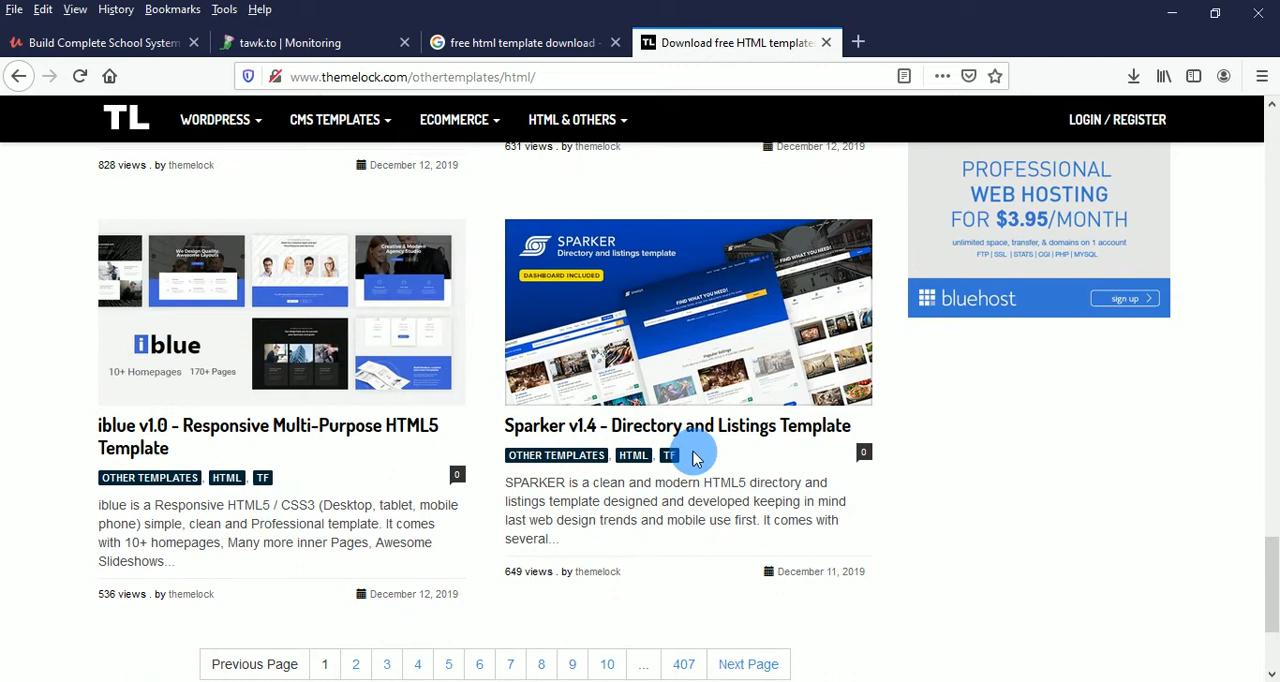 File Edit View History Bookmarks Tools Help
Build Complete School System
tawk.to | Monitoring
free html template download -
TL Download free HTML template
www.themelock.com/othertemplates/html/
TL WORDPRESS CMS TEMPLATES ECOMMERCE HTML & OTHERS LOGIN / REGISTER
828 views . by themelock December 12, 2019
631 views . by themelock December 12, 2019
PROFESSIONAL
WEB HOSTING
FOR $3.95/MONTH
unlimited space, transfer, & domains on 1 account
FTP | SSL | STATS | CGI | PHP | MYSQL
bluehost sign up
We Design Quality,
Awesome Layouts
Creative & Modern
Agency Studio
iblue
10+ Homepages 170+ Pages
iblue v1.0 - Responsive Multi-Purpose HTML5
Template
OTHER TEMPLATES, HTML, TF 0
iblue is a Responsive HTML5 / CSS3 (Desktop, tablet, mobile
phone) simple, clean and Professional template. It comes
with 10+ homepages, Many more inner Pages, Awesome
Slideshows...
536 views . by themelock December 12, 2019
SPARKER
Directory and listings template
DASHBOARD INCLUDED
FIND WHAT YOU NEED!
FIND WHAT YOU NEED!
Popular listings
Sparker v1.4 - Directory and Listings Template
OTHER TEMPLATES, HTML, TF 0
SPARKER is a clean and modern HTML5 directory and
listings template designed and developed keeping in mind
last web design trends and mobile use first. It comes with
several...
649 views . by themelock December 11, 2019
Previous Page 1 2 3 4 5 6 7 8 9 10 ... 407 Next Page